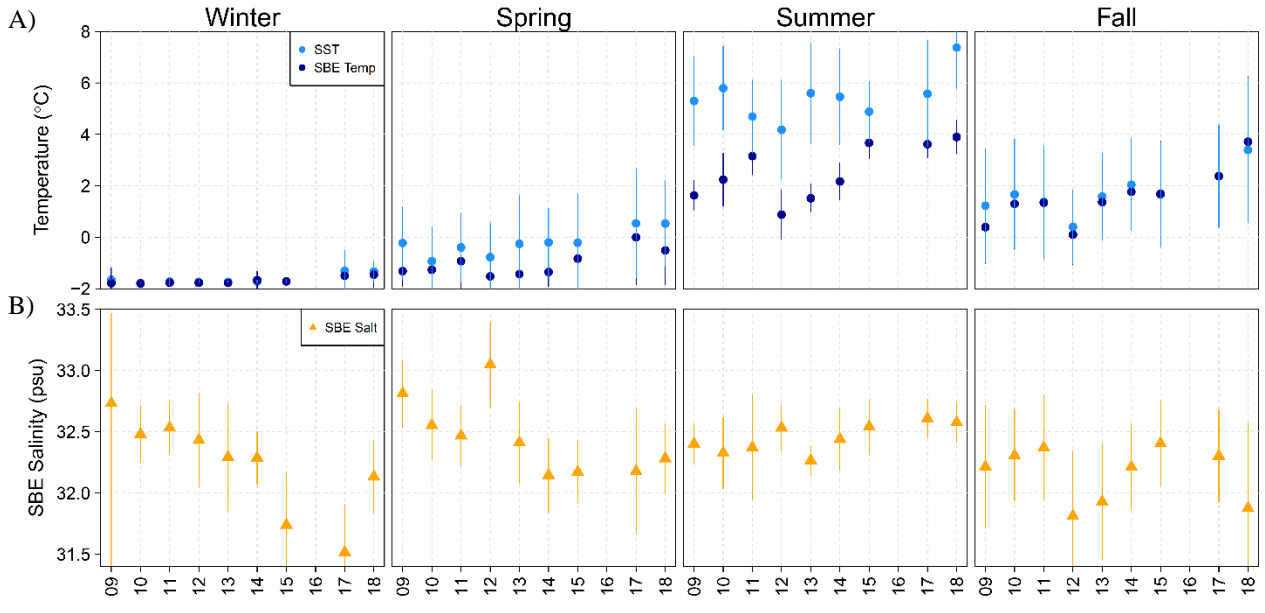 A)
Winter Spring Summer Fall
Temperature (°C)
8
6
4
2
0
−2
SST
SBE Temp
B)
SBE Salinity (psu)
33.5
33.0
32.5
32.0
31.5
SBE Salt
09 10 11 12 13 14 15 16 17 18 09 10 11 12 13 14 15 16 17 18 09 10 11 12 13 14 15 16 17 18 09 10 11 12 13 14 15 16 17 18